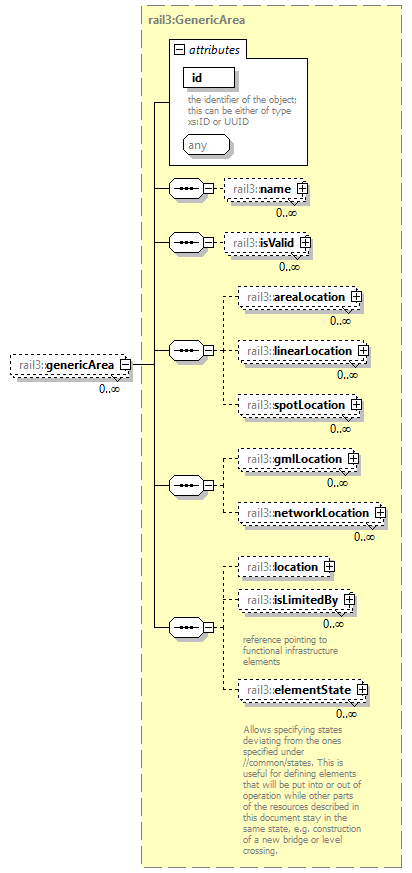 rail3:GenericArea
attributes
id
the identifier of the object;
this can be either of type
xs:ID or UUID
any
rail3::name
0..∞
rail3::isValid
0..∞
rail3::areaLocation
0..∞
rail3::genericArea
0..∞
rail3::linearLocation
0..∞
rail3::spotLocation
0..∞
rail3::gmlLocation
0..∞
rail3::networkLocation
0..∞
rail3::location
rail3::isLimitedBy
0..∞
reference pointing to
functional infrastructure
elements
rail3::elementState
0..∞
Allows specifying states
deviating from the ones
specified under
//common/states. This is
useful for defining elements
that will be put into or out of
operation while other parts
of the resources described in
this document stay in the
same state, e.g. construction
of a new bridge or level
crossing.